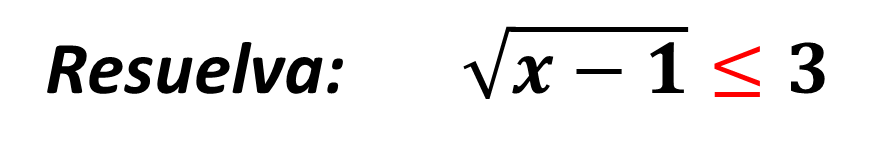 Resuelva: √x − 1 ≤ 3